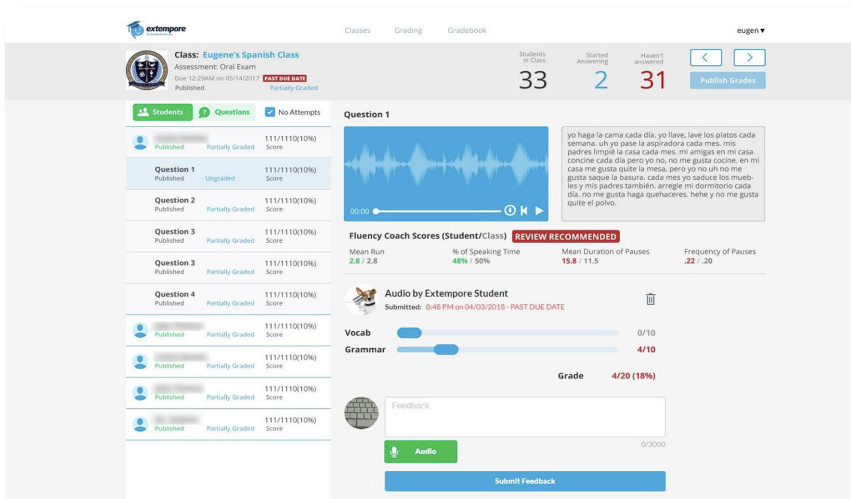 extempore
Classes Grading Gradebook eugen ▾
Class: Eugene's Spanish Class
Assessment: Oral Exam
Due 12:29AM on 05/14/2017 PAST DUE DATE
Published Partially Graded
Students in Class
33
Started Answering
2
Haven't answered
31
< >
Publish Grades
Students Questions No Attempts
111/1110(10%)
Published Partially Graded Score
Question 1 111/1110(10%)
Published Ungraded Score
Question 2 111/1110(10%)
Published Partially Graded Score
Question 3 111/1110(10%)
Published Partially Graded Score
Question 3 111/1110(10%)
Published Partially Graded Score
Question 4 111/1110(10%)
Published Partially Graded Score
111/1110(10%)
Published Partially Graded Score
111/1110(10%)
Published Partially Graded Score
111/1110(10%)
Published Partially Graded Score
111/1110(10%)
Published Partially Graded Score
Question 1
00:00
yo haga la cama cada día. yo llave, lave los platos cada
semana. uh yo pase la aspiradora cada mes. mis
padres limpié la casa cada mes. mi amigas en mi casa
concine cada día pero yo no, no me gusta cocine. en mi
casa me gusta quite la mesa, pero yo no uh no me
gusta saque la basura. cada mes yo saduce los mueb-
les y mis padres también. arregle mi dormitorio cada
día. no me gusta haga quehaceres. hehe y no me gusta
quite el polvo.
Fluency Coach Scores (Student/Class) REVIEW RECOMMENDED
Mean Run % of Speaking Time Mean Duration of Pauses Frequency of Pauses
2.8 / 2.8 48% / 50% 15.8 / 11.5 .22 / .20
Audio by Extempore Student
Submitted: 8:48 PM on 04/03/2018 - PAST DUE DATE
Vocab 0/10
Grammar 4/10
Grade 4/20 (18%)
Feedback
0/3000
Audio
Submit Feedback